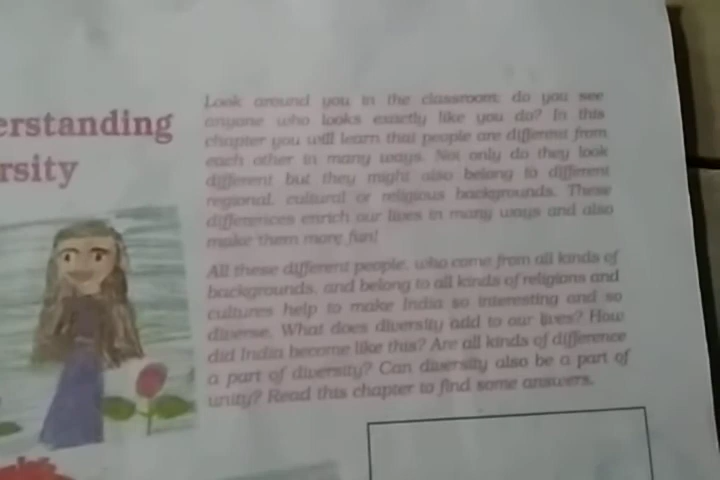 erstanding
rsity
Look around you in the classroom: do you see
anyone who looks exactly like you do? In this
chapter you will learn that people are different from
each other in many ways. Not only do they look
different but they might also belong to different
regional, cultural or religious backgrounds. These
differences enrich our lives in many ways and also
make them more fun!
All these different people, who come from all kinds of
backgrounds, and belong to all kinds of religions and
cultures help to make India so interesting and so
diverse. What does diversity add to our lives? How
did India become like this? Are all kinds of difference
a part of diversity? Can diversity also be a part of
unity? Read this chapter to find some answers.